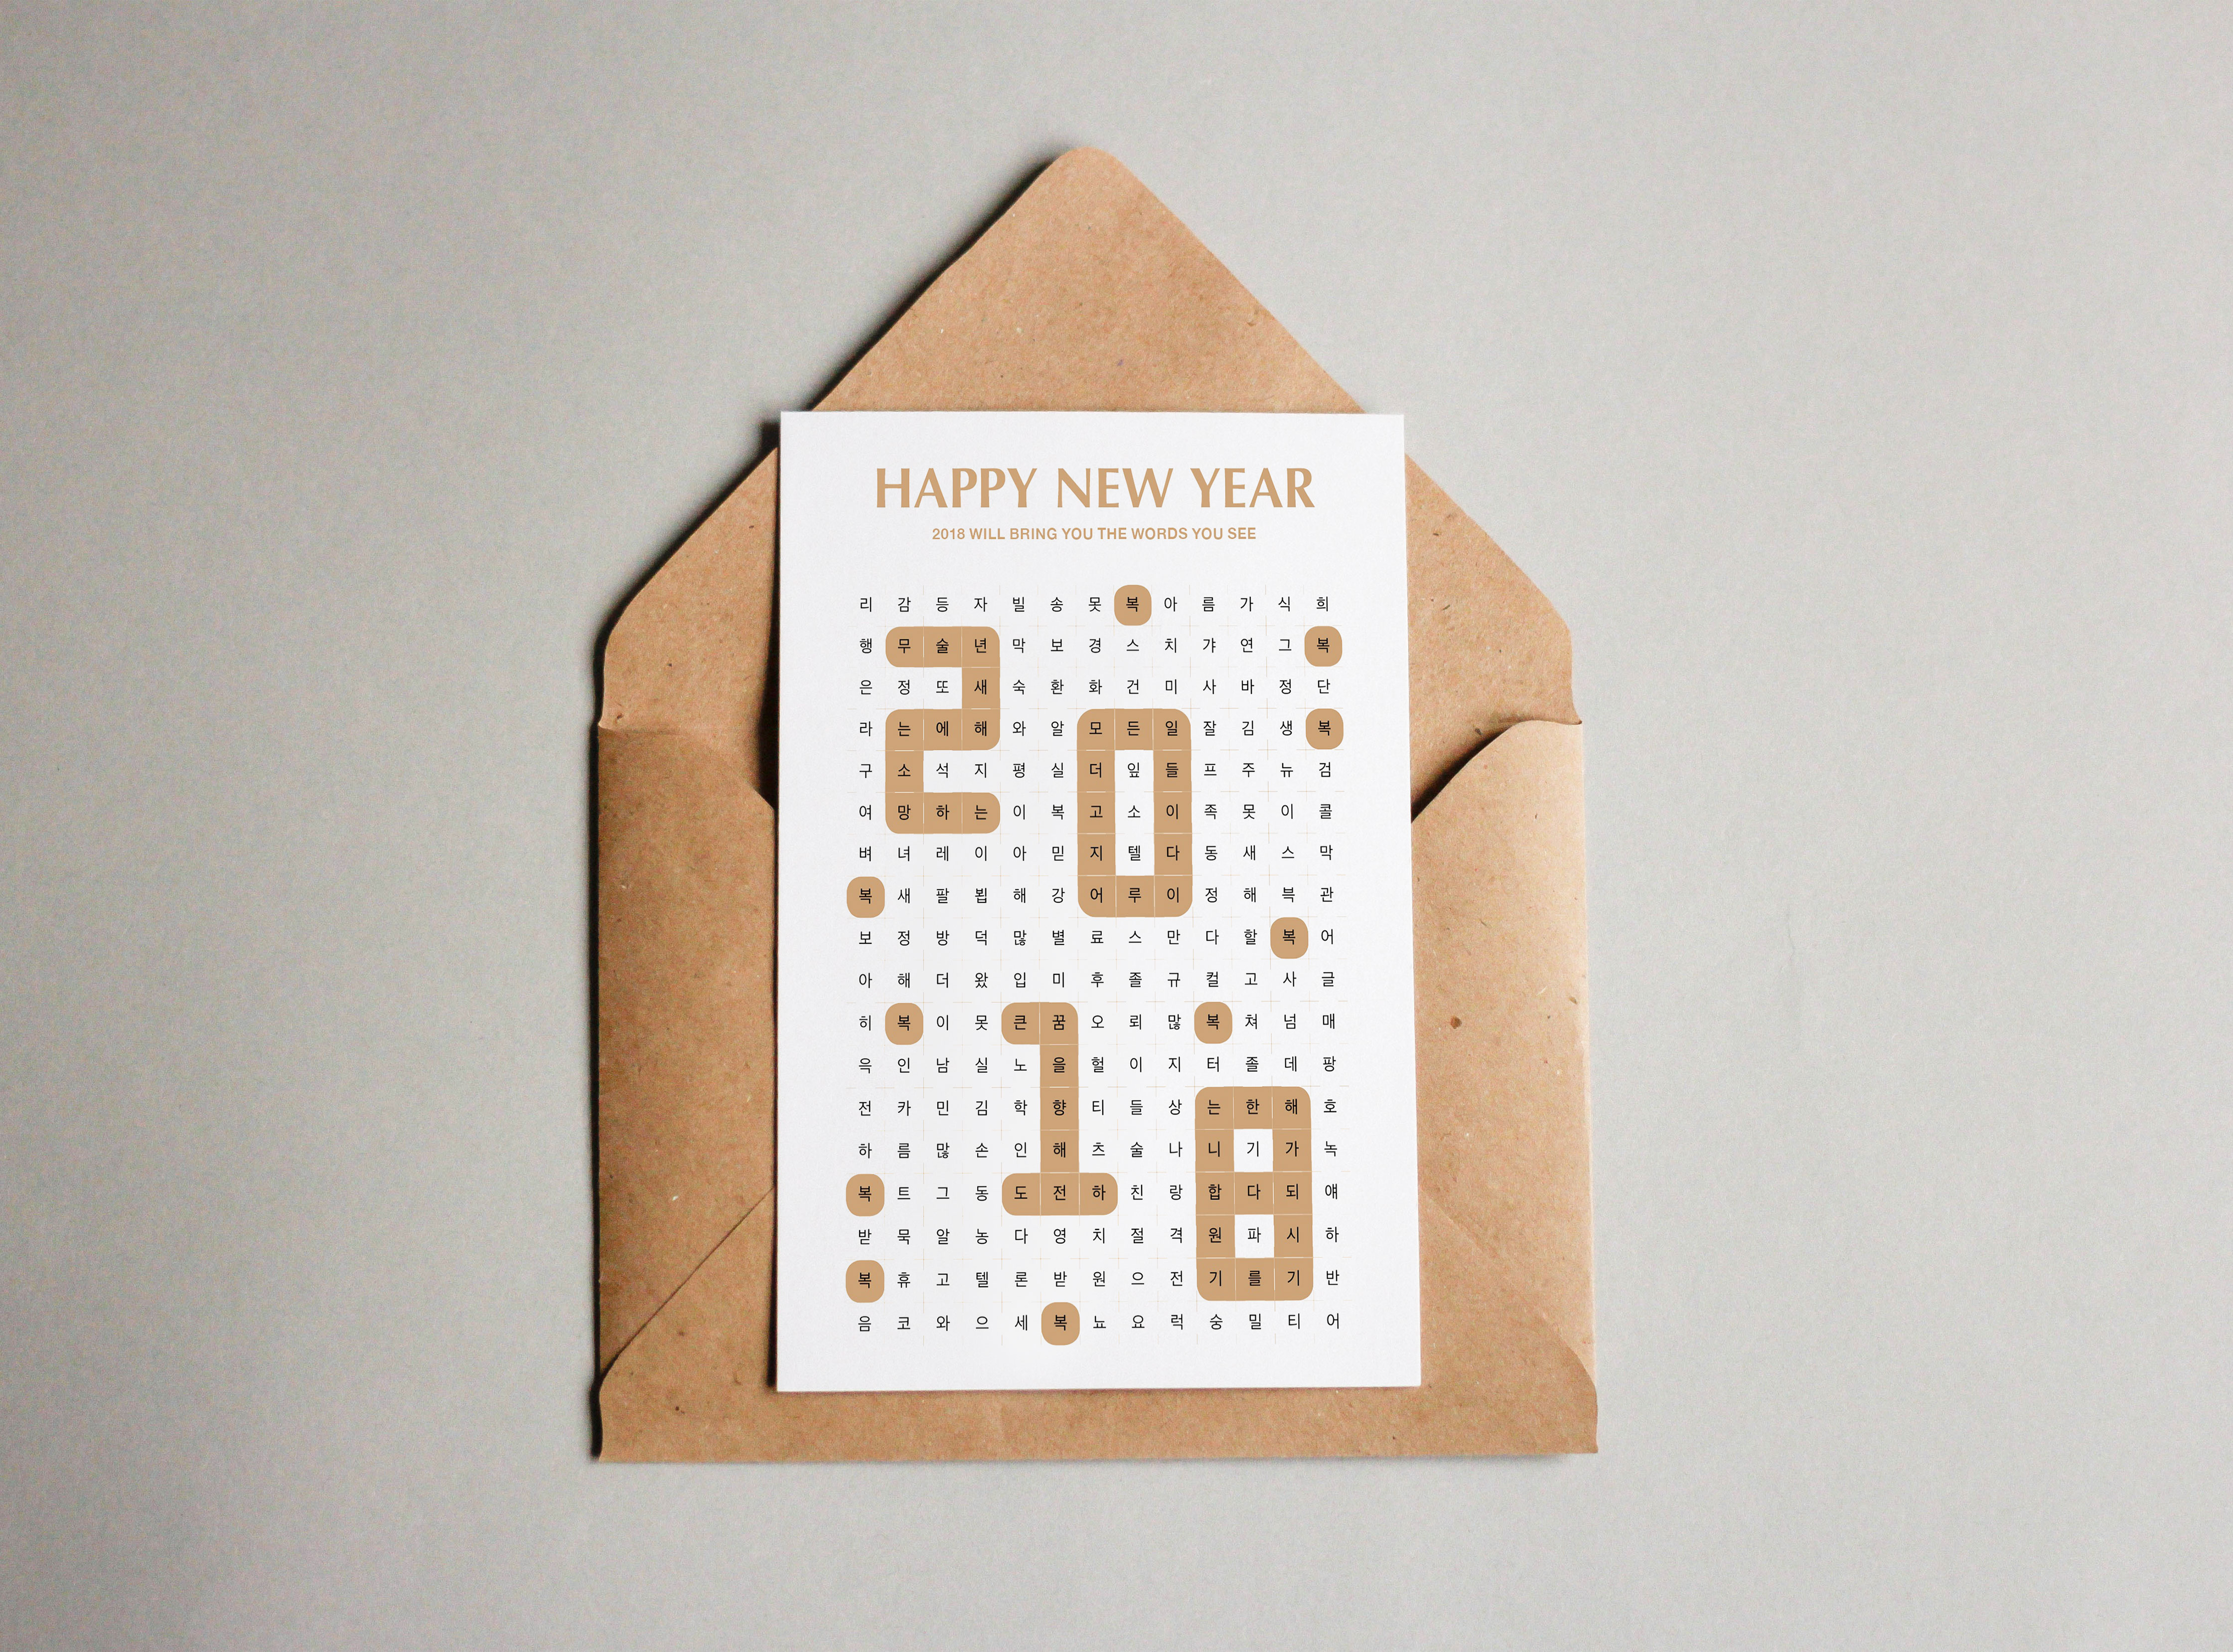 HAPPY NEW YEAR
2018 WILL BRING YOU THE WORDS YOU SEE
리 감 등 자 빌 송 못 복 아 름 가 식 희
행 무 술 년 막 보 경 스 치 갸 연 그 복
은 정 또 새 숙 환 화 건 미 사 바 정 단
라 는 에 해 와 알 모 든 일 잘 김 생 복
구 소 석 지 평 실 더 잎 들 프 주 뉴 검
여 망 하 는 이 복 고 소 이 족 못 이 콜
벼 녀 레 이 아 믿 지 텔 다 동 새 스 막
복 새 팔 뵙 해 강 어 루 이 정 해 븍 관
보 정 방 덕 많 별 료 스 만 다 할 복 어
아 해 더 왔 입 미 후 졸 규 컬 고 사 글
히 복 이 못 큰 꿈 오 뢰 많 복 쳐 넘 매
윽 인 남 실 노 을 헐 이 지 터 졸 데 팡
전 카 민 김 학 향 티 들 상 는 한 해 호
하 름 많 손 인 해 츠 술 나 니 기 가 녹
복 트 그 동 도 전 하 친 랑 합 다 되 얘
받 묵 알 농 다 영 치 절 격 원 파 시 하
복 휴 고 텔 론 받 원 으 전 기 를 기 반
음 코 와 으 세 복 뇨 요 럭 숭 밀 티 어